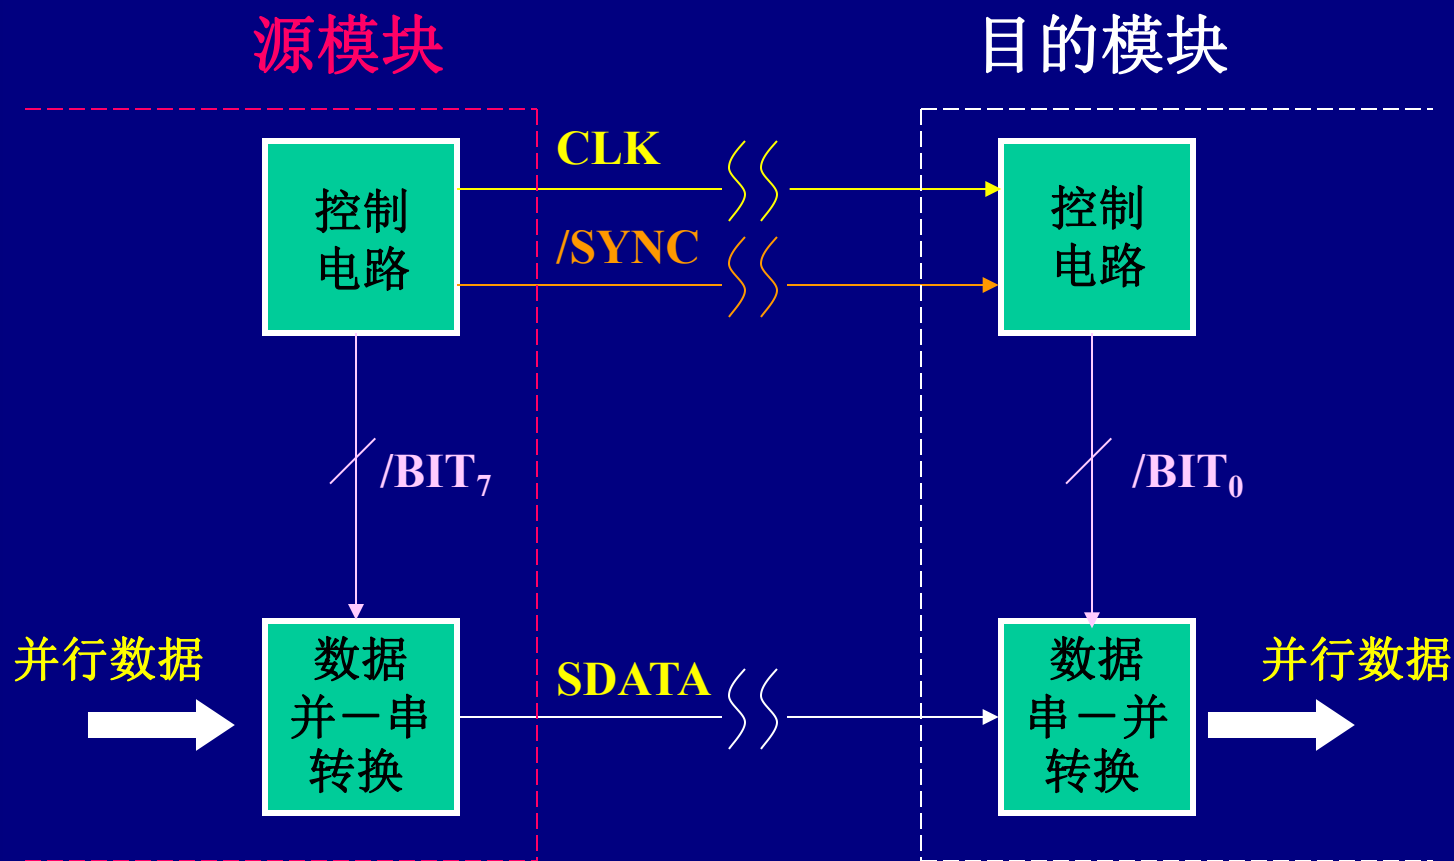 源模块
目的模块
CLK
控制
电路
控制
电路
/SYNC
/BIT₇
/BIT₀
并行数据
数据
并－串
转换
SDATA
数据
串－并
转换
并行数据